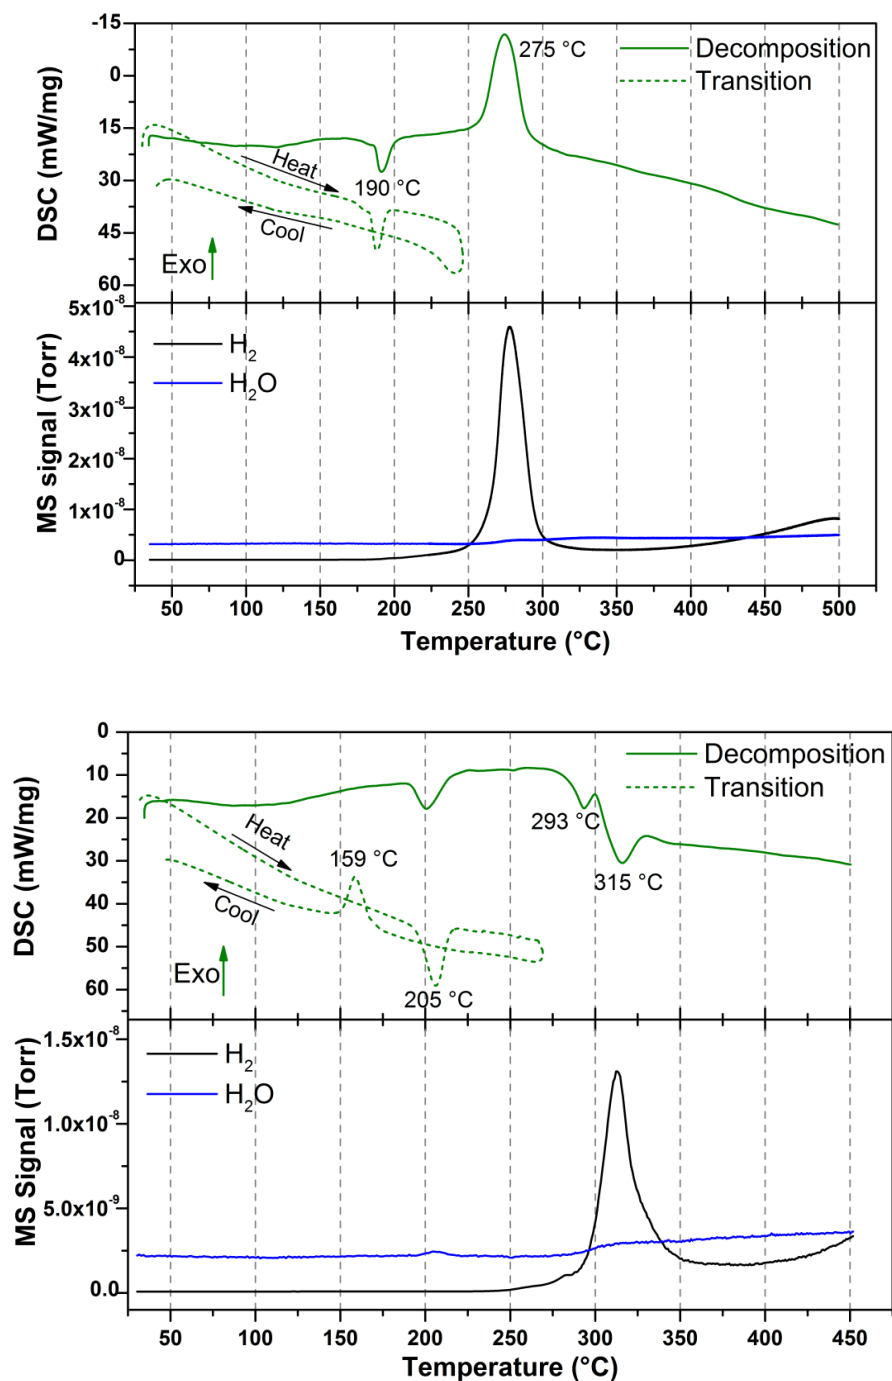 -15
0
15
30
45
60
DSC (mW/mg)
275 °C
Decomposition
Transition
Heat
190 °C
Cool
Exo
5x10⁻⁸
4x10⁻⁸
3x10⁻⁸
2x10⁻⁸
1x10⁻⁸
0
MS signal (Torr)
H₂
H₂O
50 100 150 200 250 300 350 400 450 500
Temperature (°C)
0
10
20
30
40
50
60
DSC (mW/mg)
Decomposition
Transition
293 °C
Heat
159 °C
315 °C
Cool
Exo
205 °C
1.5x10⁻⁸
1.0x10⁻⁸
5.0x10⁻⁹
0.0
MS Signal (Torr)
H₂
H₂O
50 100 150 200 250 300 350 400 450
Temperature (°C)